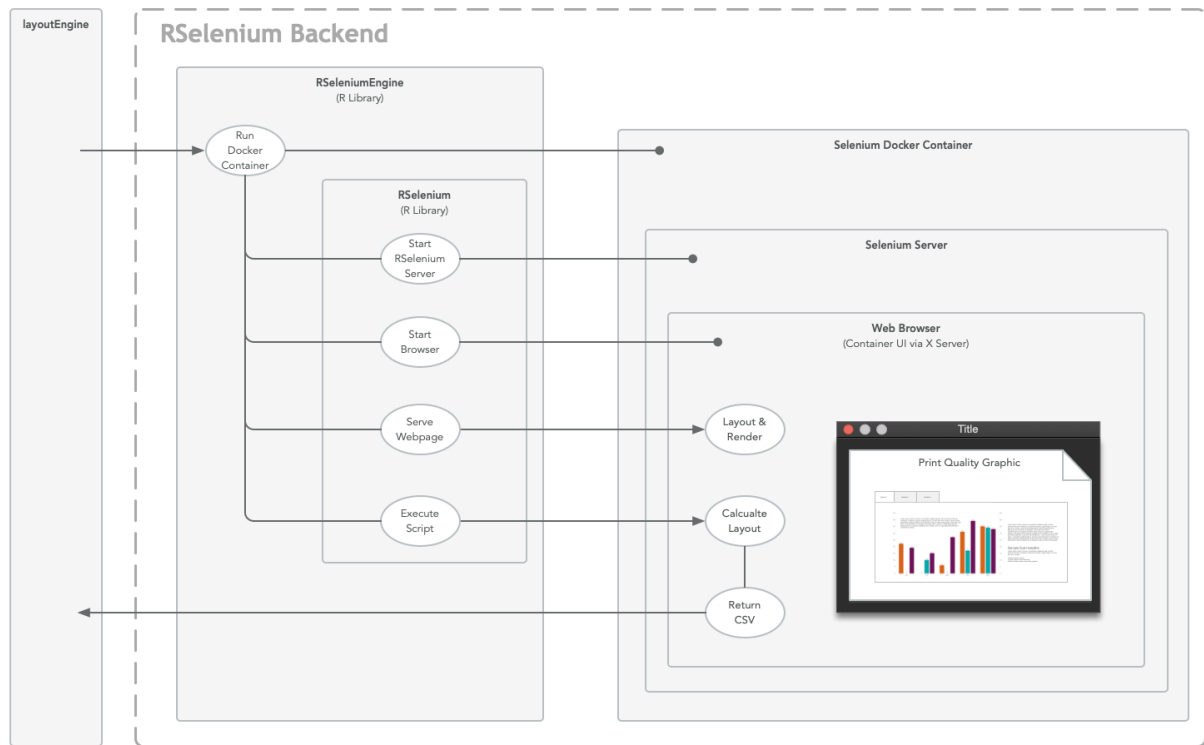 layoutEngine
RSelenium Backend
RSeleniumEngine
(R Library)
Run
Docker
Container
Selenium Docker Container
RSelenium
(R Library)
Start
RSelenium
Server
Selenium Server
Start
Browser
Web Browser
(Container UI via X Server)
Serve
Webpage
Layout &
Render
Title
Print Quality Graphic
Execute
Script
Calcualte
Layout
Return
CSV